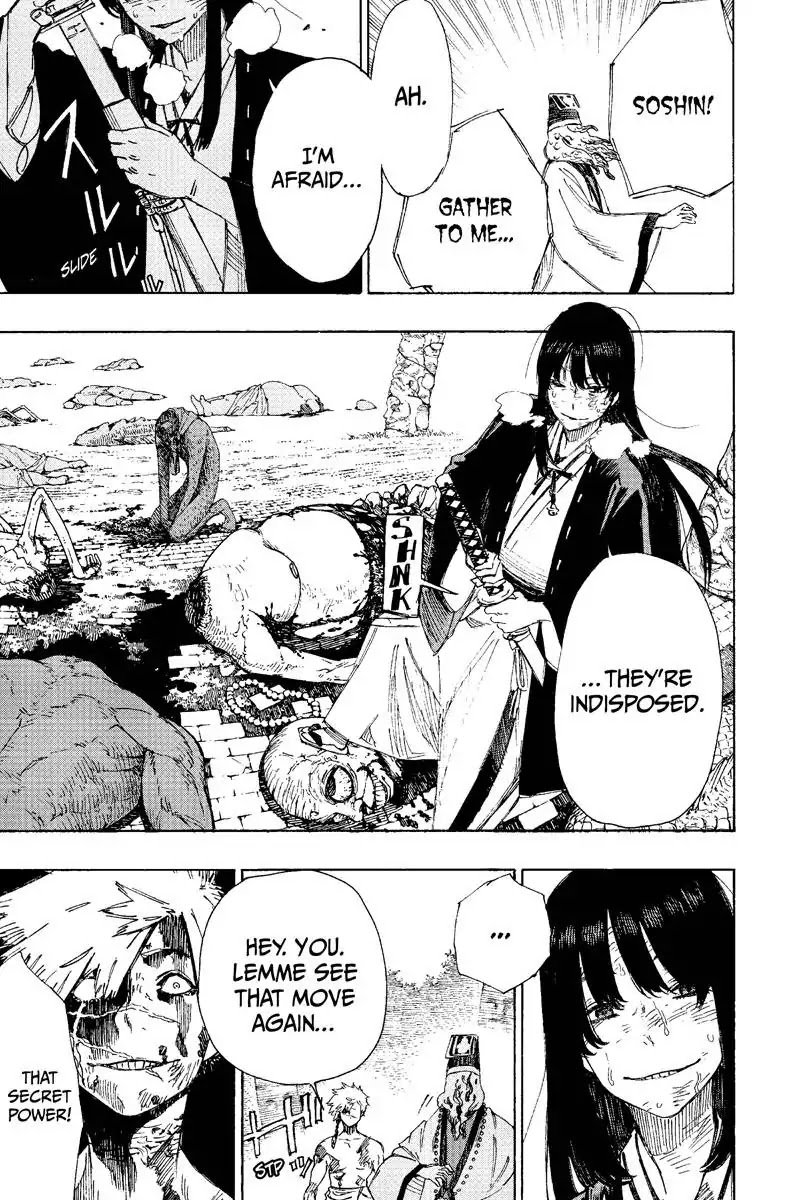 SOSHIN!
GATHER
TO ME...
AH.
I'M
AFRAID...
スルル
SLIDE
SHNK
...THEY'RE
INDISPOSED.
...
HEY. YOU.
LEMME SEE
THAT MOVE
AGAIN...
STP
THAT
SECRET
POWER!